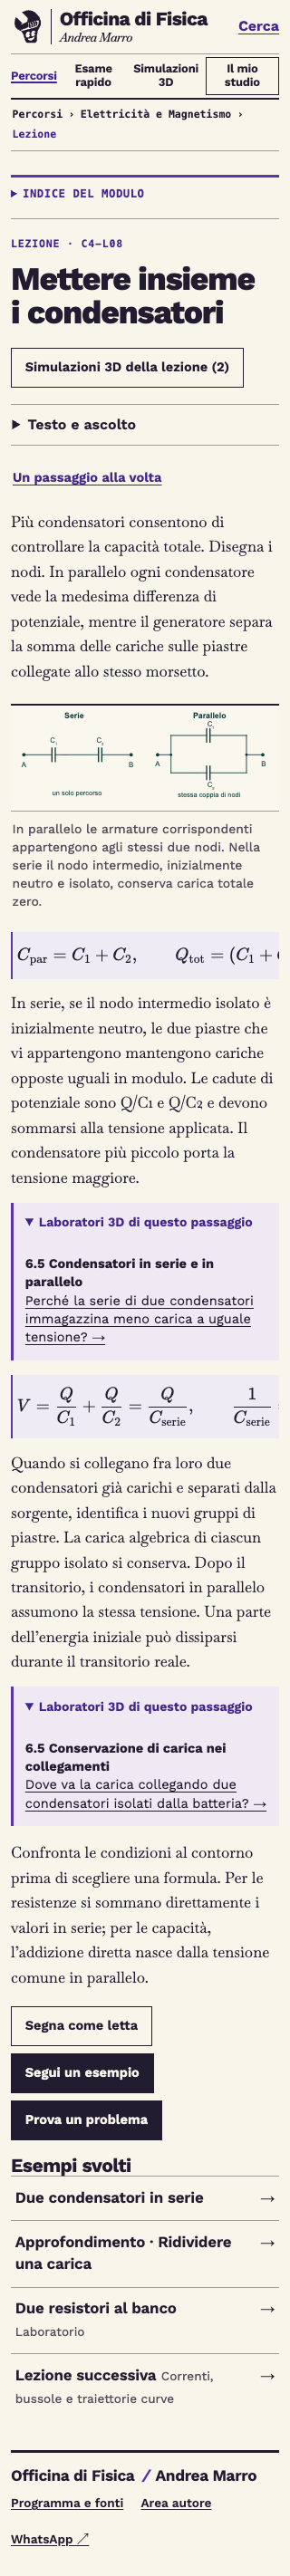 Officina di Fisica
Andrea Marro
Cerca
Percorsi
Esame rapido
Simulazioni 3D
Il mio studio
Percorsi › Elettricità e Magnetismo ›
Lezione
▶ INDICE DEL MODULO
LEZIONE · C4—L08
Mettere insieme
i condensatori
Simulazioni 3D della lezione (2)
▶ Testo e ascolto
Un passaggio alla volta
Più condensatori consentono di
controllare la capacità totale. Disegna i
nodi. In parallelo ogni condensatore
vede la medesima differenza di
potenziale, mentre il generatore separa
la somma delle cariche sulle piastre
collegate allo stesso morsetto.
Serie
Parallelo
C₁
C₂
A
B
un solo percorso
C₁
A
B
C₂
stessa coppia di nodi
In parallelo le armature corrispondenti
appartengono agli stessi due nodi. Nella
serie il nodo intermedio, inizialmente
neutro e isolato, conserva carica totale
zero.
C_par = C₁ + C₂, Q_tot = (C₁ +
In serie, se il nodo intermedio isolato è
inizialmente neutro, le due piastre che
vi appartengono mantengono cariche
opposte uguali in modulo. Le cadute di
potenziale sono Q/C1 e Q/C2 e devono
sommarsi alla tensione applicata. Il
condensatore più piccolo porta la
tensione maggiore.
▼ Laboratori 3D di questo passaggio
6.5 Condensatori in serie e in
parallelo
Perché la serie di due condensatori
immagazzina meno carica a uguale
tensione? →
V = Q/C₁ + Q/C₂ = Q/C_serie, 1/C_serie
Quando si collegano fra loro due
condensatori già carichi e separati dalla
sorgente, identifica i nuovi gruppi di
piastre. La carica algebrica di ciascun
gruppo isolato si conserva. Dopo il
transitorio, i condensatori in parallelo
assumono la stessa tensione. Una parte
dell’energia iniziale può dissiparsi
durante il transitorio reale.
▼ Laboratori 3D di questo passaggio
6.5 Conservazione di carica nei
collegamenti
Dove va la carica collegando due
condensatori isolati dalla batteria? →
Confronta le condizioni al contorno
prima di scegliere una formula. Per le
resistenze si sommano direttamente i
valori in serie; per le capacità,
l’addizione diretta nasce dalla tensione
comune in parallelo.
Segna come letta
Segui un esempio
Prova un problema
Esempi svolti
Due condensatori in serie →
Approfondimento · Ridividere →
una carica
Due resistori al banco →
Laboratorio
Lezione successiva Correnti, →
bussole e traiettorie curve
Officina di Fisica / Andrea Marro
Programma e fonti Area autore
WhatsApp ↗